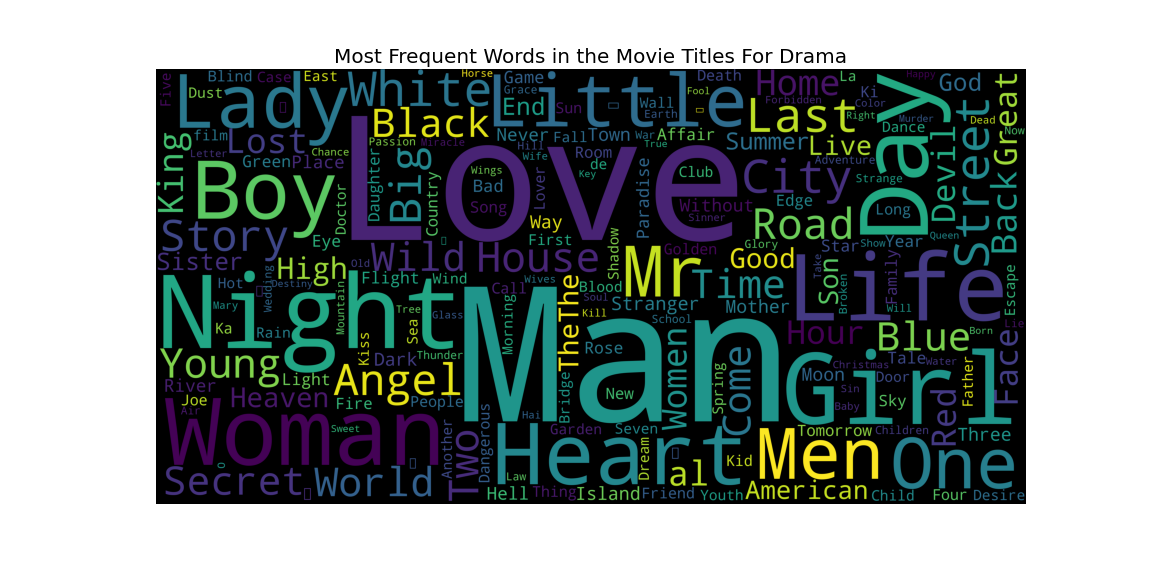 Most Frequent Words in the Movie Titles For Drama
Five
Blind
Case
East
Horse
Game
Grace
Death
La
Happy
Dust
Lady
White
Little
Home
Ki
God
Day
Great
End
Sun
Wall
Earth
Fool
Forbidden
Color
Dead
Now
film
Lost
Black
Passion
Miracle
Never
Fall
Town
War
Affair
Last
Right
Murder
Dance
Letter
Green
Chance
Place
Hill
Wife
Room
True
Summer
Live
Adventure
King
Boy
Doctor
Daughter
Big
Country
Love
Wings
Bad
Song
Lover
de
Key
Paradise
Club
Without
Sinner
City
Strange
Edge
Long
Devil
Street
Back
Story
Eye
Way
First
Shadow
Golden
Glory
Road
Star
Show
Year
Queen
Sister
High
Wild
House
Mr
Good
Son
Family
Escape
Hot
Wedding
Destiny
Old
Flight
Wind
Call
Wives
TheThe
Blood
Soul
Kill
Stranger
Time
Mother
Life
Take
Broken
Will
Night
Mary
Ka
Rain
Mountain
Tree
Sea
Glass
Morning
Man
School
Women
Hour
Blue
Born
Lie
Face
Young
Light
Kiss
Dark
Thunder
Rose
Spring
Come
Moon
Christmas
Tale
Water
Door
Father
Girl
River
Joe
Air
Heaven
Fire
Angel
People
Bridge
New
Sin
Baby
Sky
Red
Woman
Sweet
Another
Two
Dangerous
Hai
Garden
Seven
Dream
Heart
Kid
Men
Tomorrow
Children
One
Three
Secret
World
Hell
Law
Thing
Island
Friend
al
Youth
American
Child
Four
Desire
O